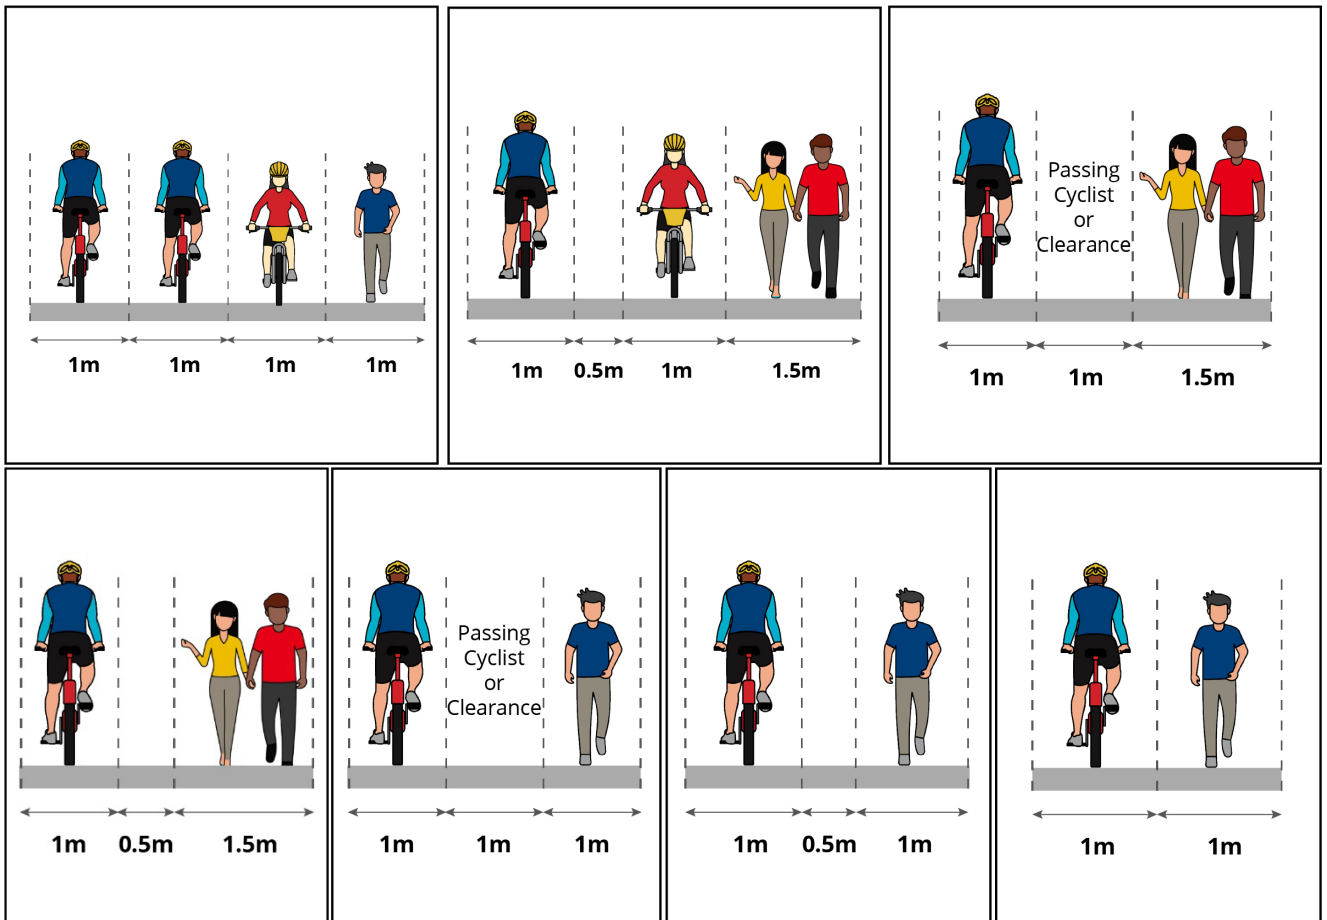 1m 1m 1m 1m
1m 0.5m 1m 1.5m
Passing
Cyclist
or
Clearance
1m 1m 1.5m
1m 0.5m 1.5m
Passing
Cyclist
or
Clearance
1m 1m 1m
1m 0.5m 1m
1m 1m